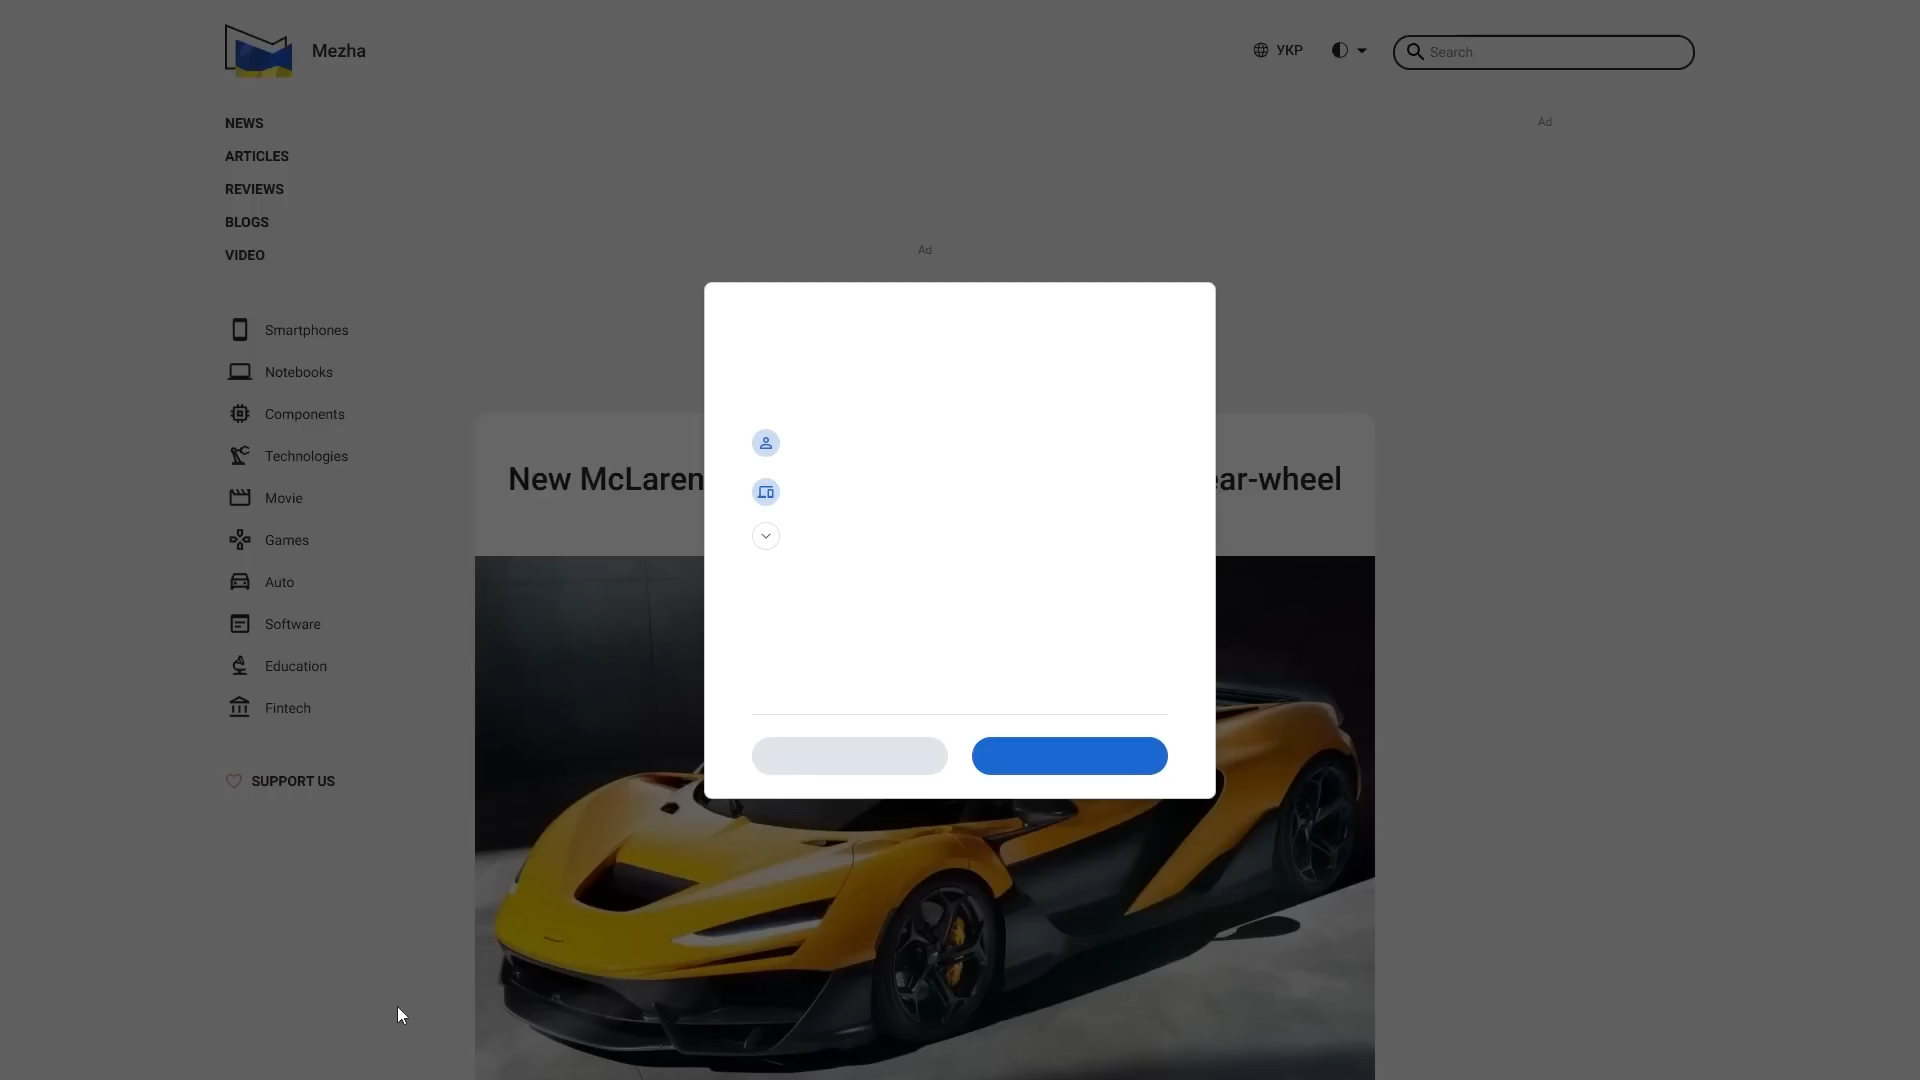 Mezha
УКР
Search
NEWS
ARTICLES
REVIEWS
BLOGS
VIDEO
Ad
Ad
Smartphones
Notebooks
Components
Technologies
Movie
Games
Auto
Software
Education
Fintech
SUPPORT US
New McLaren ear-wheel